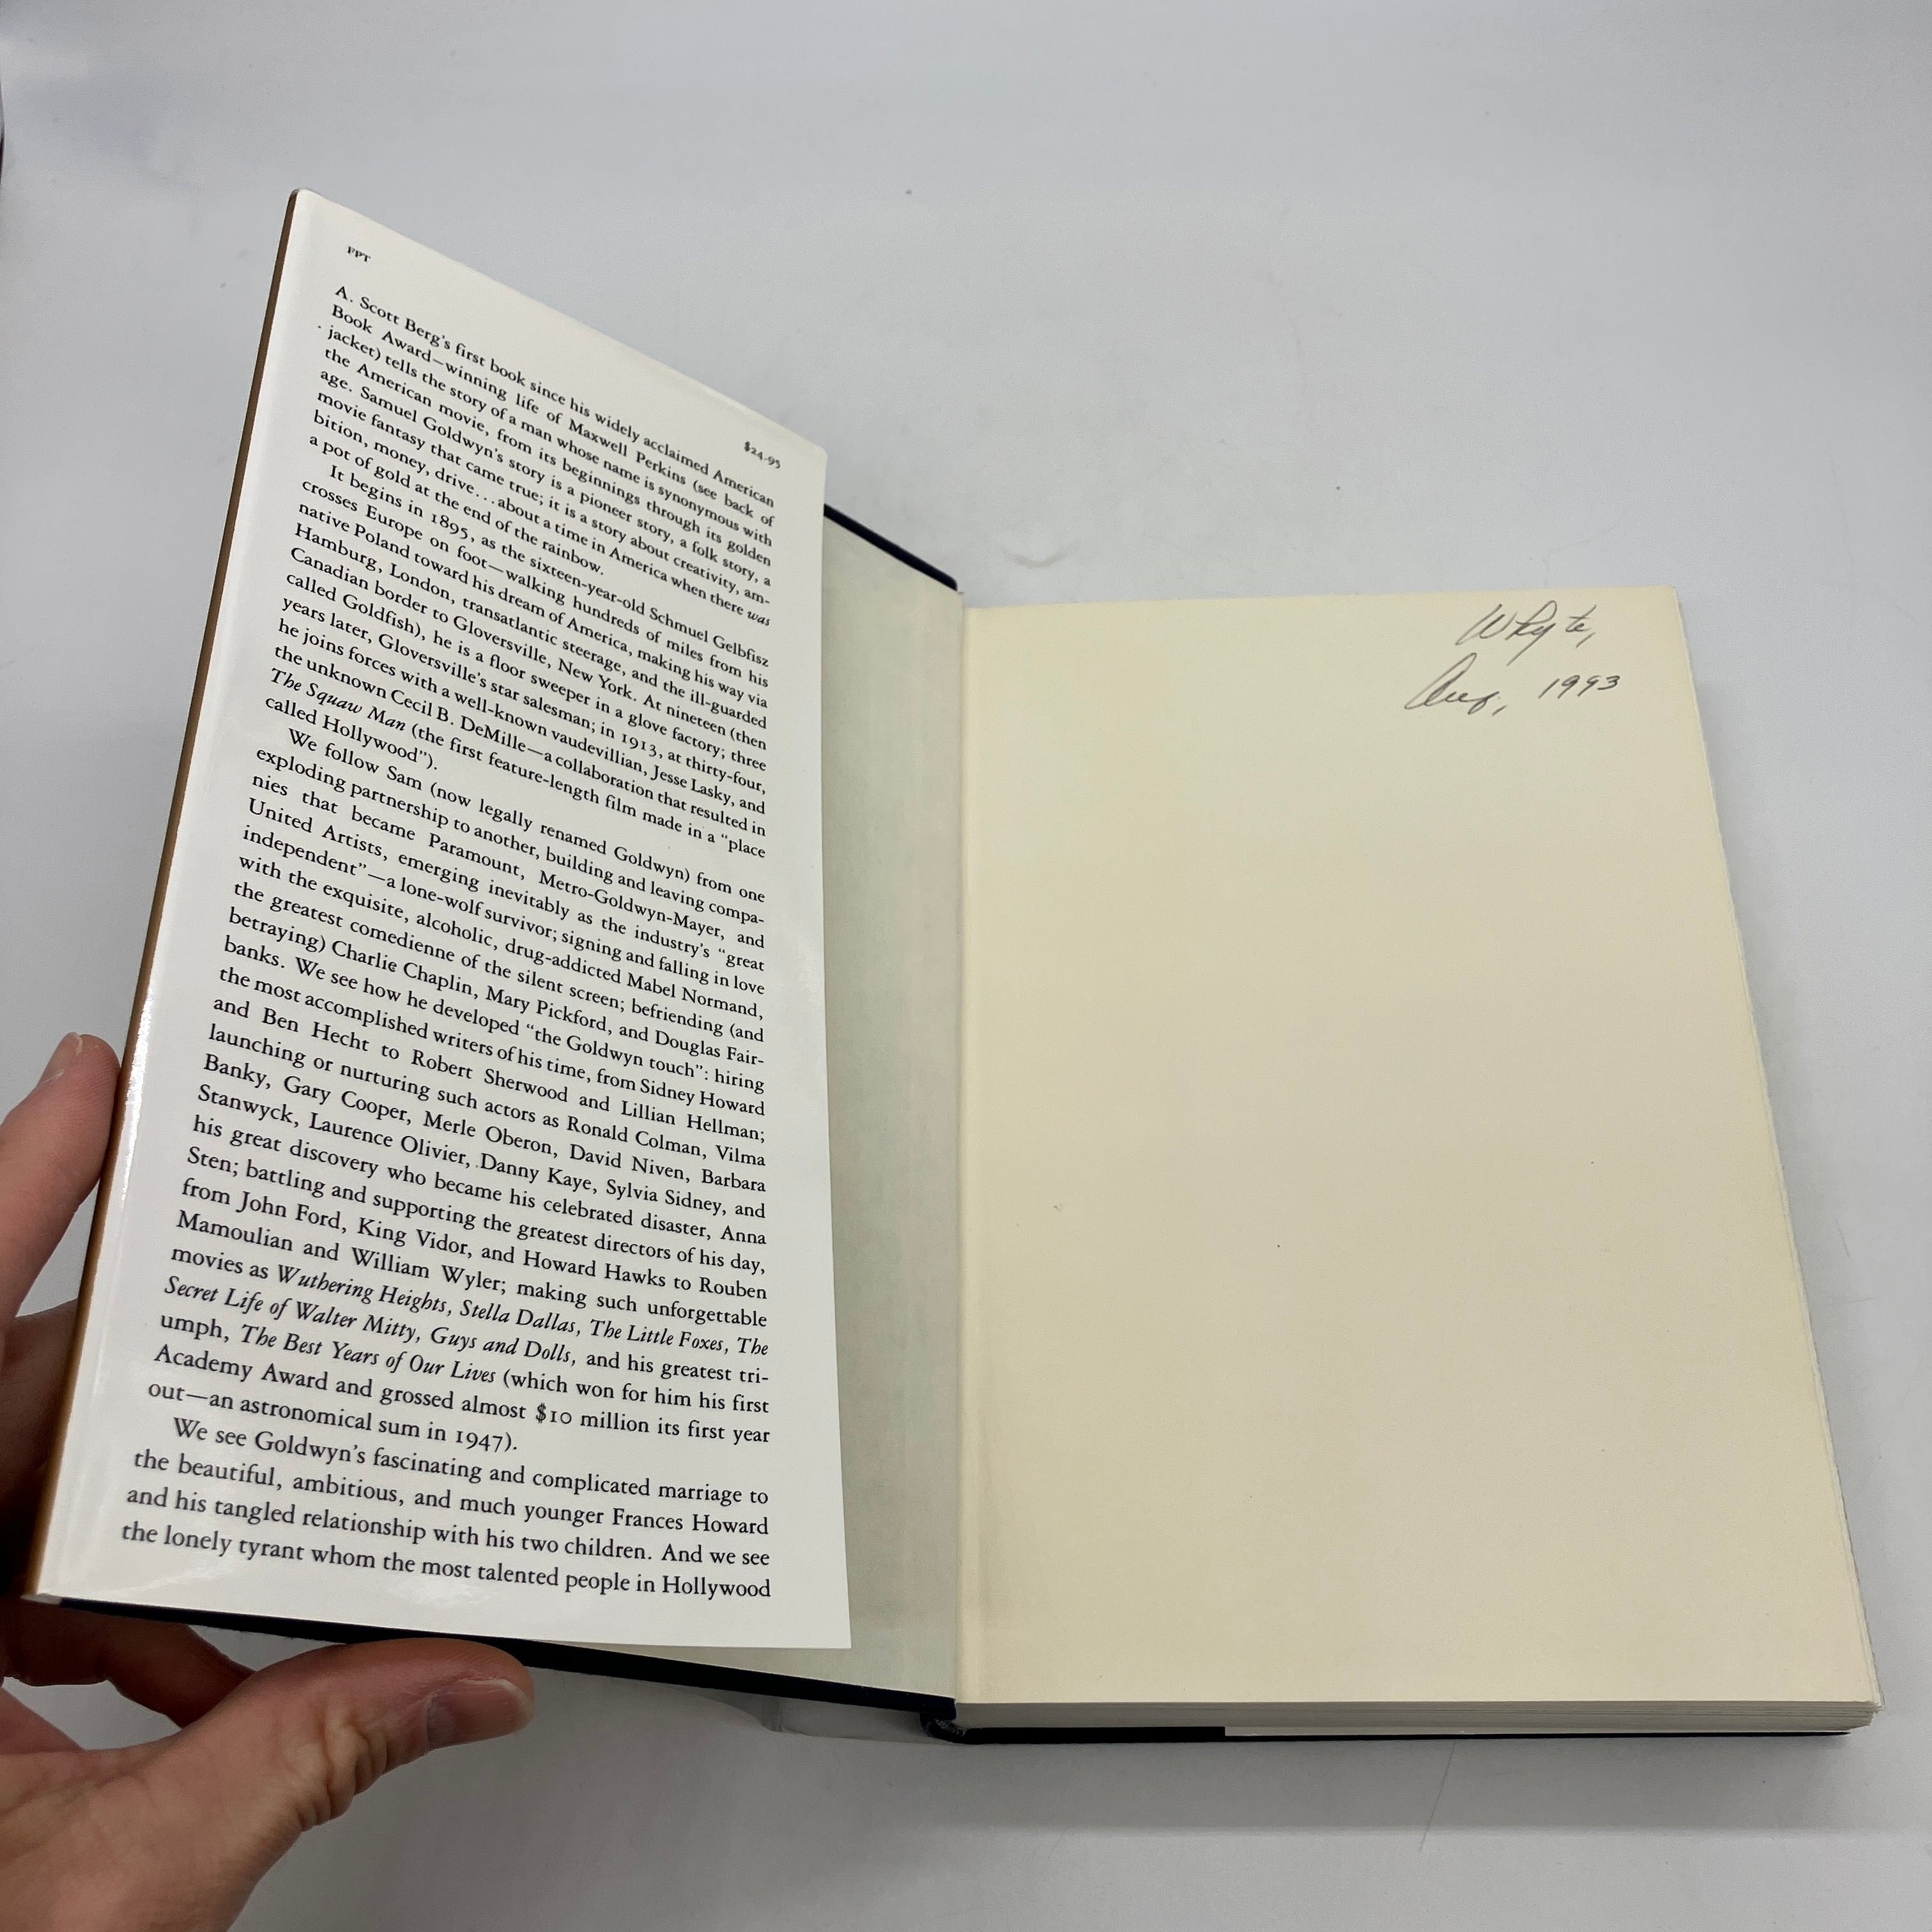 FPT
$24.95
A. Scott Berg's first book since his widely acclaimed American
Book Award—winning life of Maxwell Perkins (see back of
jacket) tells the story of a man whose name is synonymous with
the American movie, from its beginnings through its golden
age. Samuel Goldwyn's story is a pioneer story, a folk story, a
movie fantasy that came true; it is a story about creativity, am-
bition, money, drive...about a time in America when there was
a pot of gold at the end of the rainbow.
It begins in 1895, as the sixteen-year-old Schmuel Gelbfisz
crosses Europe on foot—walking hundreds of miles from his
native Poland toward his dream of America, making his way via
Hamburg, London, transatlantic steerage, and the ill-guarded
Canadian border to Gloversville, New York. At nineteen (then
called Goldfish), he is a floor sweeper in a glove factory; three
years later, Gloversville's star salesman; in 1913, at thirty-four,
he joins forces with a well-known vaudevillian, Jesse Lasky, and
the unknown Cecil B. DeMille—a collaboration that resulted in
The Squaw Man (the first feature-length film made in a "place
called Hollywood").
We follow Sam (now legally renamed Goldwyn) from one
exploding partnership to another, building and leaving compa-
nies that became Paramount, Metro-Goldwyn-Mayer, and
United Artists, emerging inevitably as the industry's "great
independent"—a lone-wolf survivor; signing and falling in love
with the exquisite, alcoholic, drug-addicted Mabel Normand,
the greatest comedienne of the silent screen; befriending (and
betraying) Charlie Chaplin, Mary Pickford, and Douglas Fair-
banks. We see how he developed "the Goldwyn touch": hiring
the most accomplished writers of his time, from Sidney Howard
and Ben Hecht to Robert Sherwood and Lillian Hellman;
launching or nurturing such actors as Ronald Colman, Vilma
Banky, Gary Cooper, Merle Oberon, David Niven, Barbara
Stanwyck, Laurence Olivier, Danny Kaye, Sylvia Sidney, and
his great discovery who became his celebrated disaster, Anna
Sten; battling and supporting the greatest directors of his day,
from John Ford, King Vidor, and Howard Hawks to Rouben
Mamoulian and William Wyler; making such unforgettable
movies as Wuthering Heights, Stella Dallas, The Little Foxes, The
Secret Life of Walter Mitty, Guys and Dolls, and his greatest tri-
umph, The Best Years of Our Lives (which won for him his first
Academy Award and grossed almost $10 million its first year
out—an astronomical sum in 1947).
We see Goldwyn's fascinating and complicated marriage to
the beautiful, ambitious, and much younger Frances Howard
and his tangled relationship with his two children. And we see
the lonely tyrant whom the most talented people in Hollywood
Whyte,
Aug, 1993